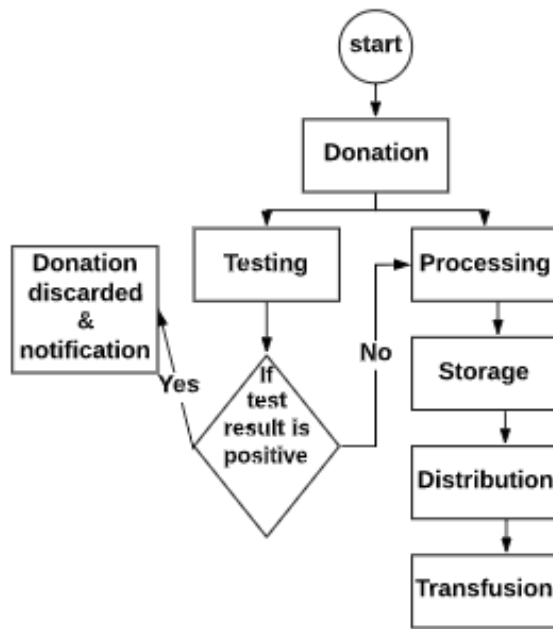 start
Donation
Testing
Processing
Donation
discarded
&
notification
Yes
No
If
test
result is
positive
Storage
Distribution
Transfusion